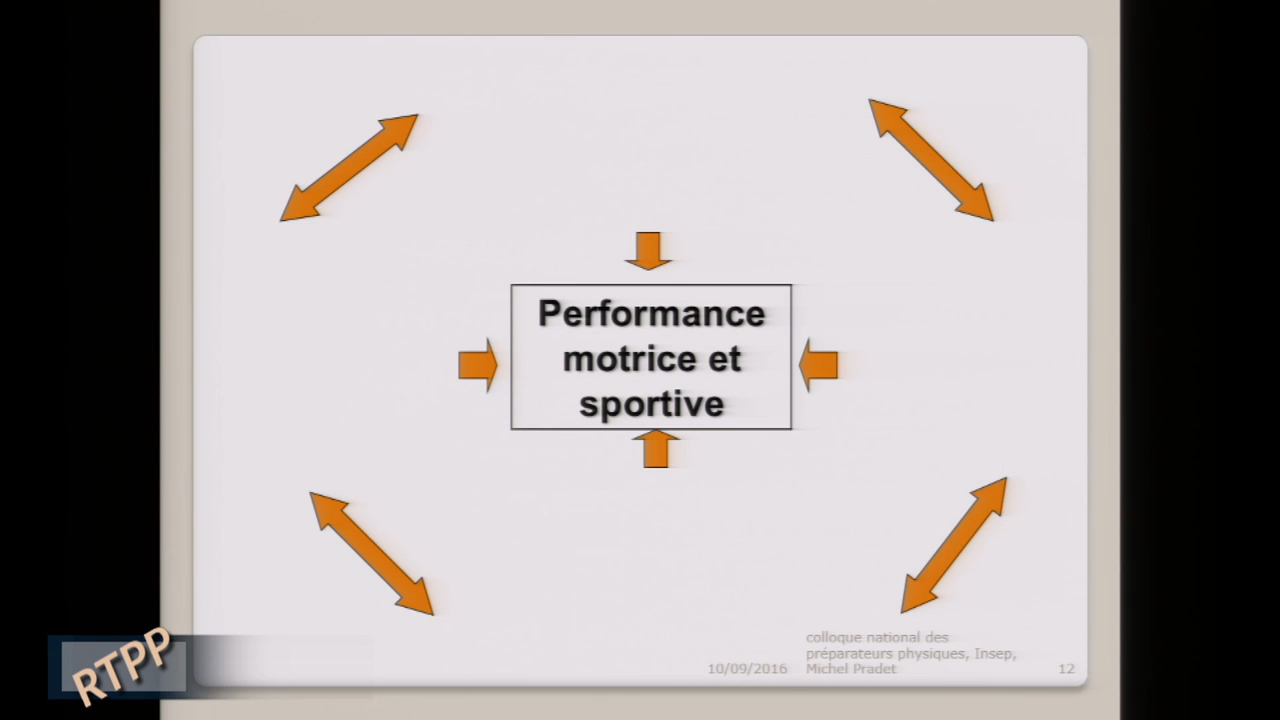 Performance
motrice et
sportive
colloque national des
préparateurs physiques, Insep,
10/09/2016 Michel Pradet 12
RTPP